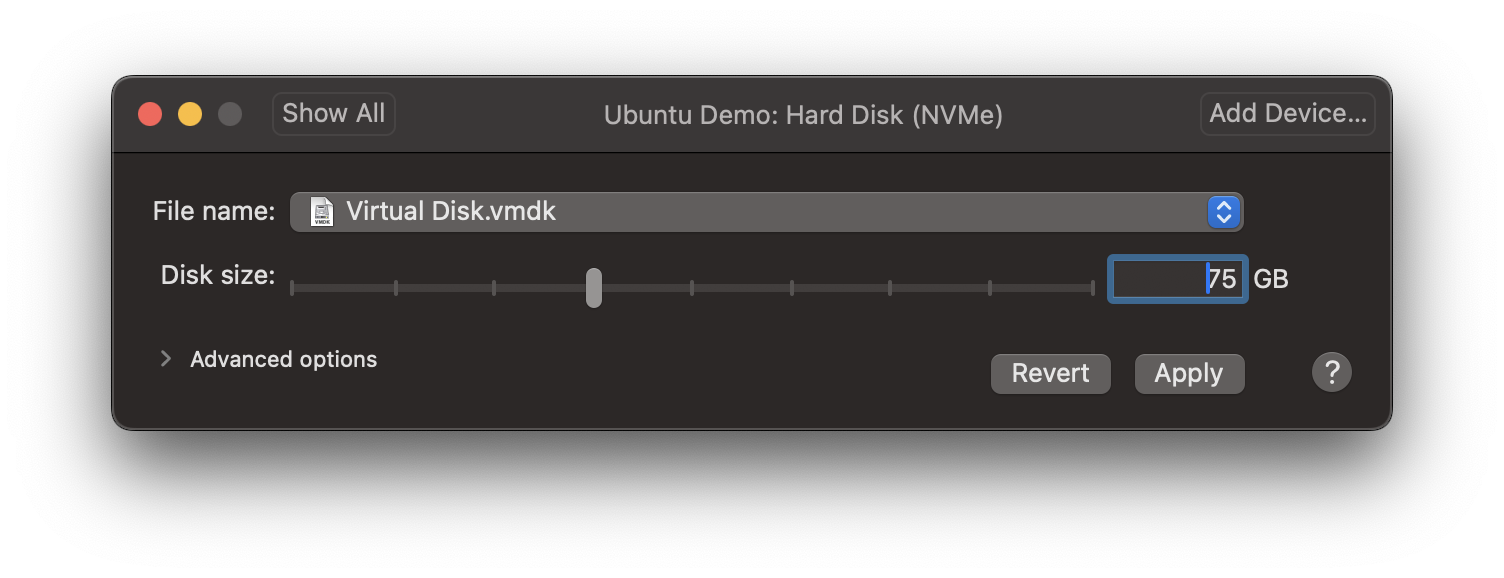 Show All
Ubuntu Demo: Hard Disk (NVMe)
Add Device...
File name:
VMDK
Virtual Disk.vmdk
Disk size:
75 GB
Advanced options
Revert
Apply
?